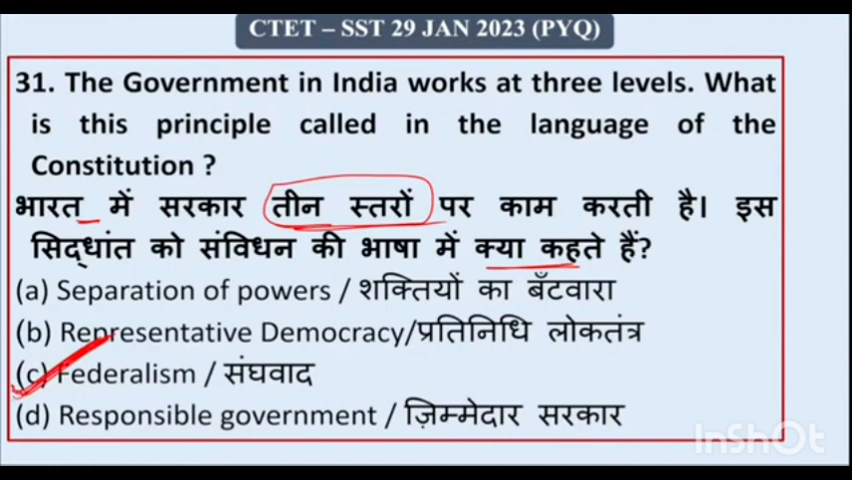 CTET – SST 29 JAN 2023 (PYQ)
31. The Government in India works at three levels. What
is this principle called in the language of the
Constitution ?
भारत में सरकार तीन स्तरों पर काम करती है। इस
सिद्धांत को संविधन की भाषा में क्या कहते हैं?
(a) Separation of powers / शक्तियों का बँटवारा
(b) Representative Democracy/प्रतिनिधि लोकतंत्र
(c) Federalism / संघवाद
(d) Responsible government / ज़िम्मेदार सरकार
InShOt